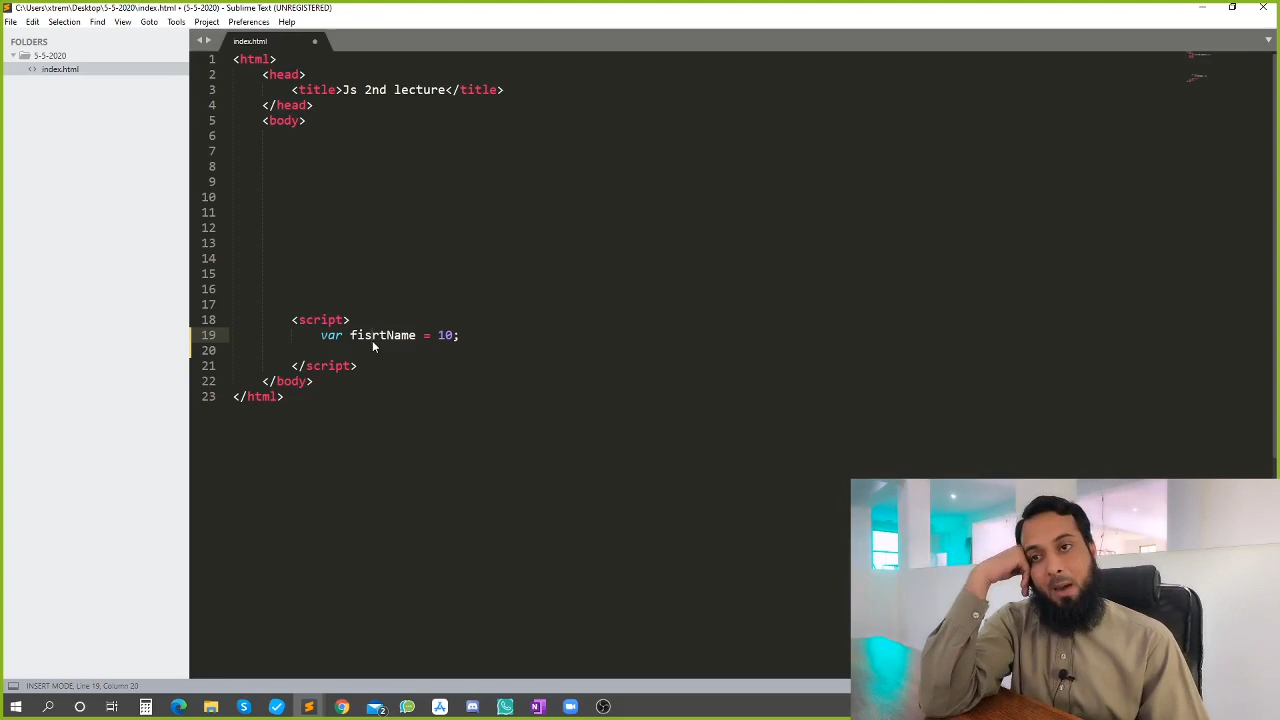 C:\Users\xtrem\Desktop\5-5-2020\index.html • (5-5-2020) - Sublime Text (UNREGISTERED)
File Edit Selection Find View Goto Tools Project Preferences Help
FOLDERS
5-5-2020
index.html
index.html
1 <html>
2 <head>
3 <title>Js 2nd lecture</title>
4 </head>
5 <body>
6
7
8
9
10
11
12
13
14
15
16
17
18 <script>
19 var fisrtName = 10;
20
21 </script>
22 </body>
23 </html>
INSERT MODE, Line 19, Column 20
2